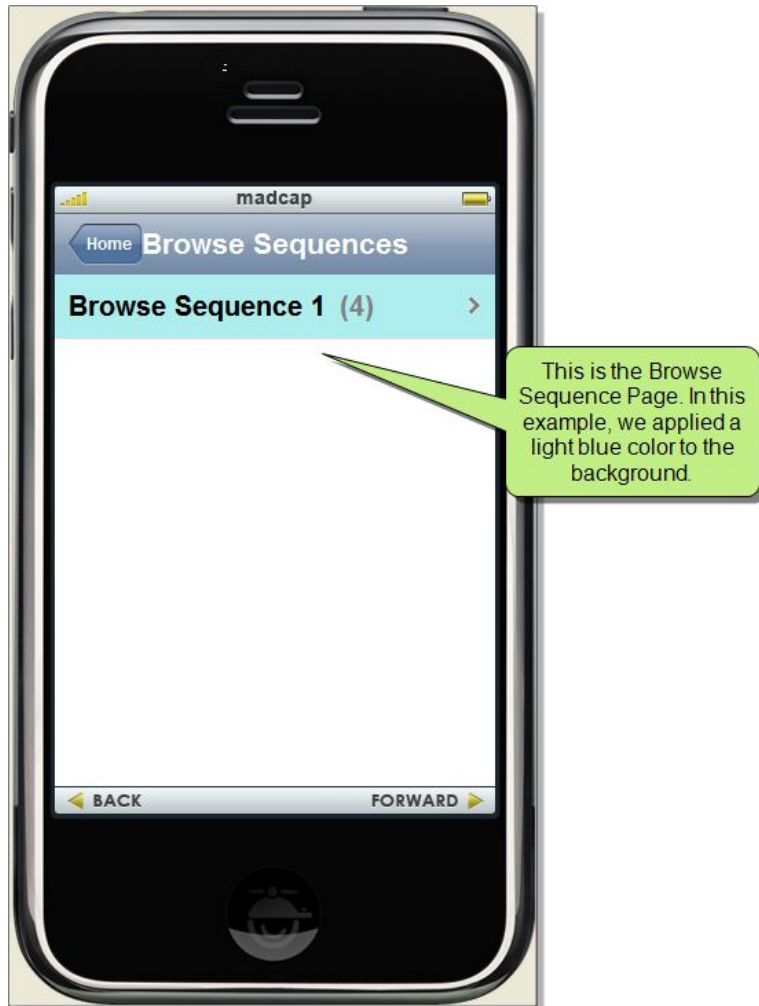 madcap
Home Browse Sequences
Browse Sequence 1 (4) >
This is the Browse
Sequence Page. In this
example, we applied a
light blue color to the
background.
BACK FORWARD